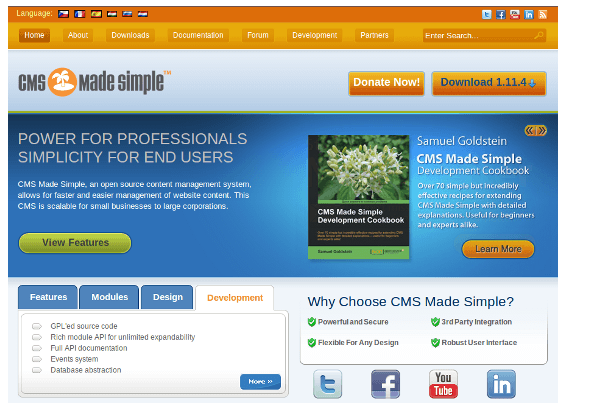 Language:
Home About Downloads Documentation Forum Development Partners Enter Search...
CMS made simple™
Donate Now! Download 1.11.4
POWER FOR PROFESSIONALS
SIMPLICITY FOR END USERS
CMS Made Simple, an open source content management system,
allows for faster and easier management of website content. This
CMS is scalable for small businesses to large corporations.
View Features
CMS Made Simple
Development Cookbook
Samuel Goldstein
Samuel Goldstein
CMS Made Simple
Development Cookbook
Over 70 simple but incredibly
effective recipes for extending
CMS Made Simple with detailed
explanations. Useful for beginners
and experts alike.
Learn More
Features Modules Design Development
GPL'ed source code
Rich module API for unlimited expandability
Full API documentation
Events system
Database abstraction
More »
Why Choose CMS Made Simple?
Powerful and Secure 3rd Party Integration
Flexible For Any Design Robust User Interface
t f You Tube in